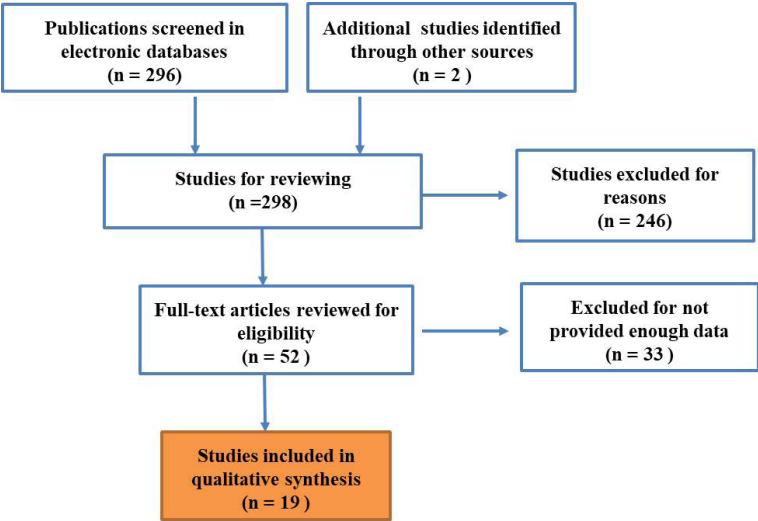 Publications screened in
electronic databases
(n = 296)
Additional studies identified
through other sources
(n = 2 )
Studies for reviewing
(n =298)
Studies excluded for
reasons
(n = 246)
Full-text articles reviewed for
eligibility
(n = 52 )
Excluded for not
provided enough data
(n = 33 )
Studies included in
qualitative synthesis
(n = 19 )